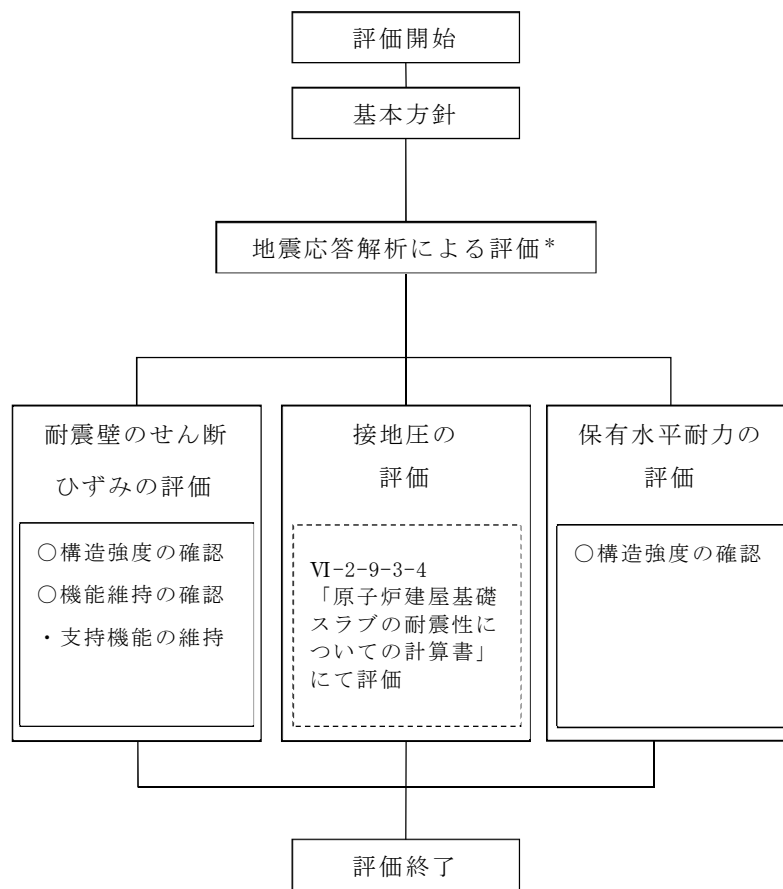 評価開始
基本方針
地震応答解析による評価*
耐震壁のせん断
ひずみの評価
○構造強度の確認
○機能維持の確認
・支持機能の維持
接地圧の
評価
Ⅵ-2-9-3-4
「原子炉建屋基礎
スラブの耐震性に
ついての計算書」
にて評価
保有水平耐力の
評価
○構造強度の確認
評価終了